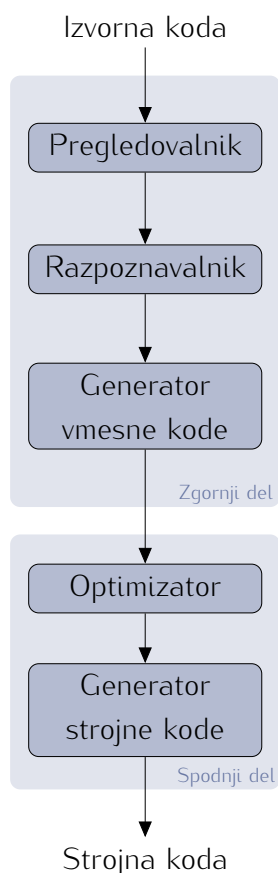 Izvorna koda
Pregledovalnik
Razpoznavalnik
Generator
vmesne kode
Zgornji del
Optimizator
Generator
strojne kode
Spodnji del
Strojna koda